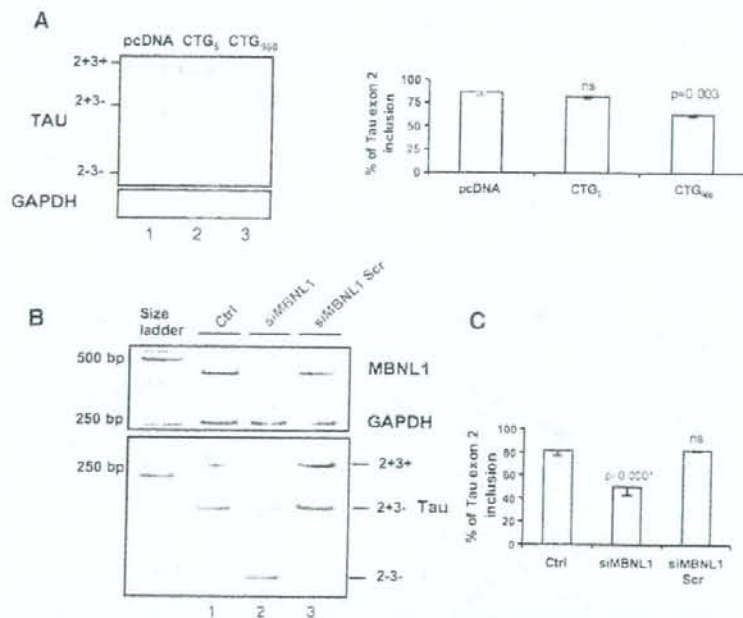 A
pcDNA CTG5 CTG960
2+3+
2+3-
TAU
2-3-
GAPDH
1 2 3
% of Tau exon 2 inclusion
100
75
50
25
0
ns
p=0.003
pcDNA CTG5 CTG960
B
Size ladder
Ctrl
siMBNL1
siMBNL1 Scr
500 bp
MBNL1
250 bp
GAPDH
250 bp
2+3+
2+3- Tau
2-3-
1 2 3
C
% of Tau exon 2 inclusion
100
80
60
40
20
0
ns
Ctrl siMBNL1 siMBNL1 Scr